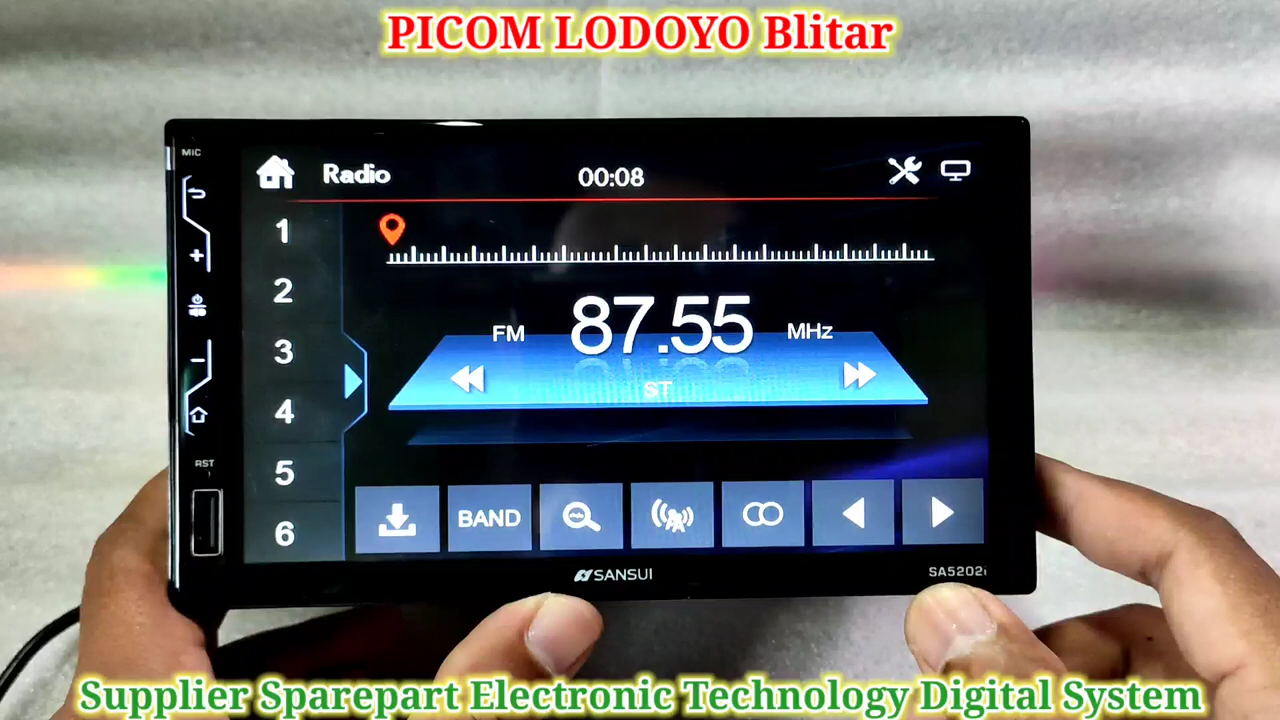 PICOM LODOYO Blitar
MIC
Radio
00:08
1
2
3
4
5
6
FM 87.55 MHz
ST
RST
BAND
SANSUI
SA5202i
Supplier Sparepart Electronic Technology Digital System